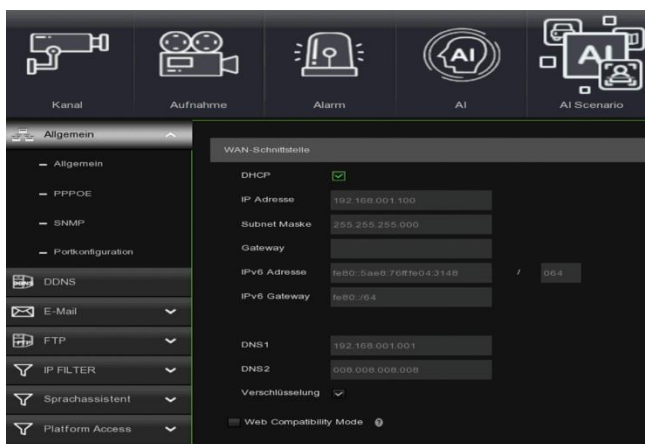 Kanal
Aufnahme
Alarm
AI
AI
AI Scenario
AI
Allgemein
Allgemein
PPPOE
SNMP
Portkonfiguration
DDNS
E-Mail
FTP
IP FILTER
Sprachassistent
Platform Access
WAN-Schnittstelle
DHCP
IP Adresse 192.168.001.100
Subnet Maske 255.255.255.000
Gateway
IPv6 Adresse fe80::5ae8:76ff:fe04:3148 / 064
IPv6 Gateway fe80::/64
DNS1 192.168.001.001
DNS2 008.008.008.008
Verschlüsselung
Web Compatibility Mode ?